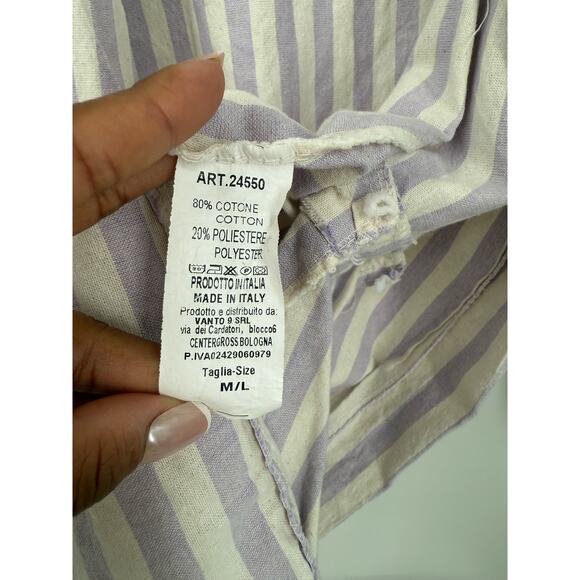 ART.24550
80% COTONE
COTTON
20% POLIESTERE
POLYESTER
PRODOTTO IN ITALIA
MADE IN ITALY
Prodotto e distribuito da:
VANTO 9 SRL
via dei Cardatori, blocco6
CENTERGROSS BOLOGNA
P.IVA02429060979
Taglia-Size
M/L